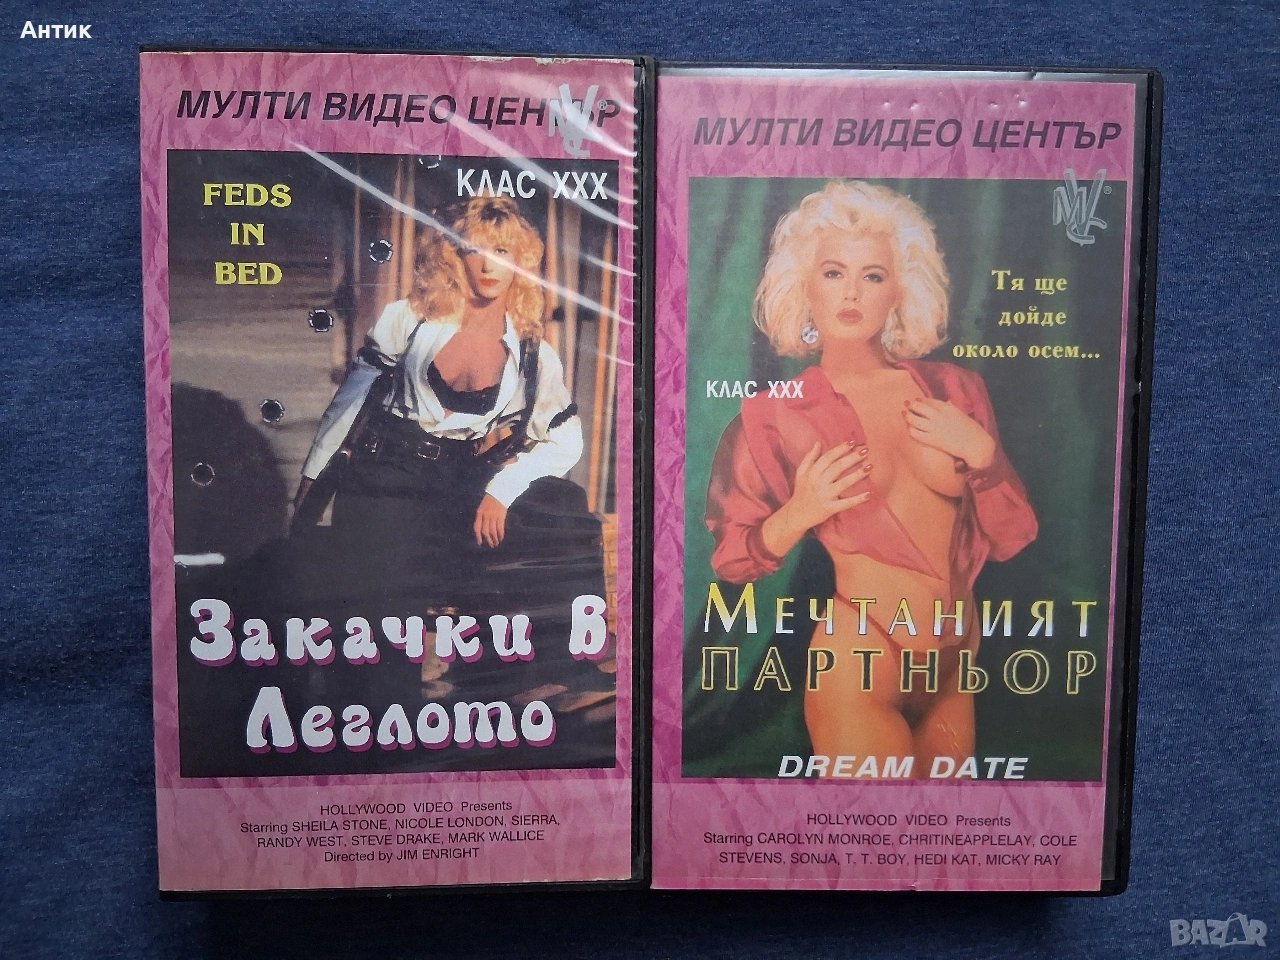 Антик
МУЛТИ ВИДЕО ЦЕНТЪР
MVC®
FEDS
IN
BED
КЛАС XXX
Закачки в
Леглото
HOLLYWOOD VIDEO Presents
Starring SHEILA STONE, NICOLE LONDON, SIERRA,
RANDY WEST, STEVE DRAKE, MARK WALLICE
Directed by JIM ENRIGHT
МУЛТИ ВИДЕО ЦЕНТЪР
MVC®
Тя ще
дойде
около осем...
КЛАС XXX
МЕЧТАНИЯТ
ПАРТНЬОР
DREAM DATE
HOLLYWOOD VIDEO Presents
Starring CAROLYN MONROE, CHRITINEAPPLELAY, COLE
STEVENS, SONJA, T. T. BOY, HEDI KAT, MICKY RAY
BAZAR